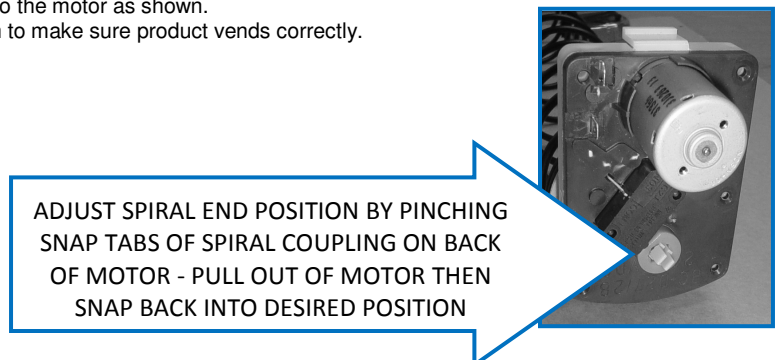 o the motor as shown.
n to make sure product vends correctly.
ADJUST SPIRAL END POSITION BY PINCHING
SNAP TABS OF SPIRAL COUPLING ON BACK
OF MOTOR - PULL OUT OF MOTOR THEN
SNAP BACK INTO DESIRED POSITION